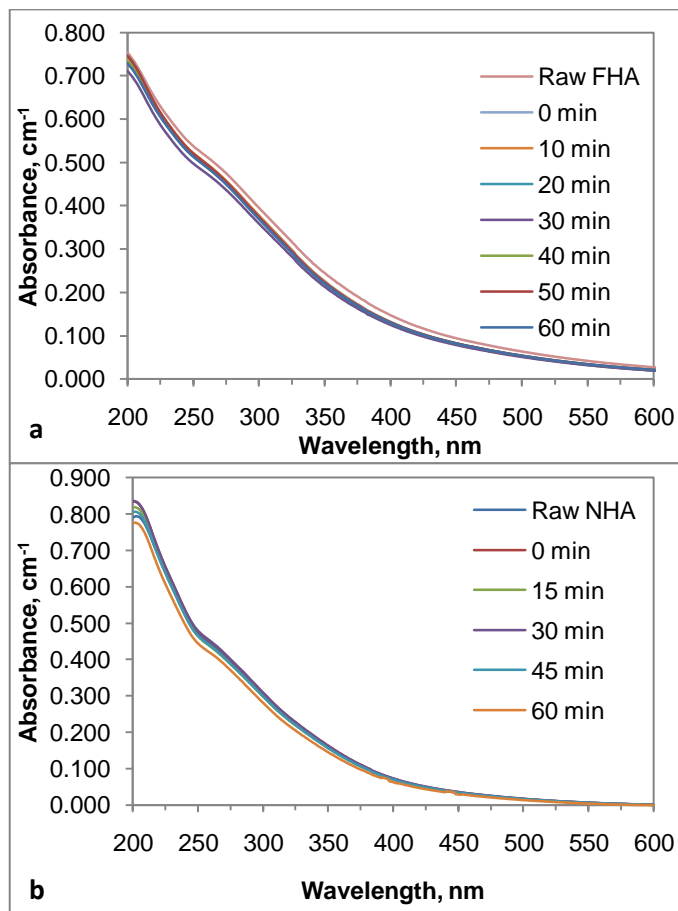 0.800
0.700
0.600
0.500
0.400
0.300
0.200
0.100
0.000
Absorbance, cm-1
Raw FHA
0 min
10 min
20 min
30 min
40 min
50 min
60 min
200 250 300 350 400 450 500 550 600
Wavelength, nm
a
0.900
0.800
0.700
0.600
0.500
0.400
0.300
0.200
0.100
0.000
Absorbance, cm-1
Raw NHA
0 min
15 min
30 min
45 min
60 min
200 250 300 350 400 450 500 550 600
Wavelength, nm
b